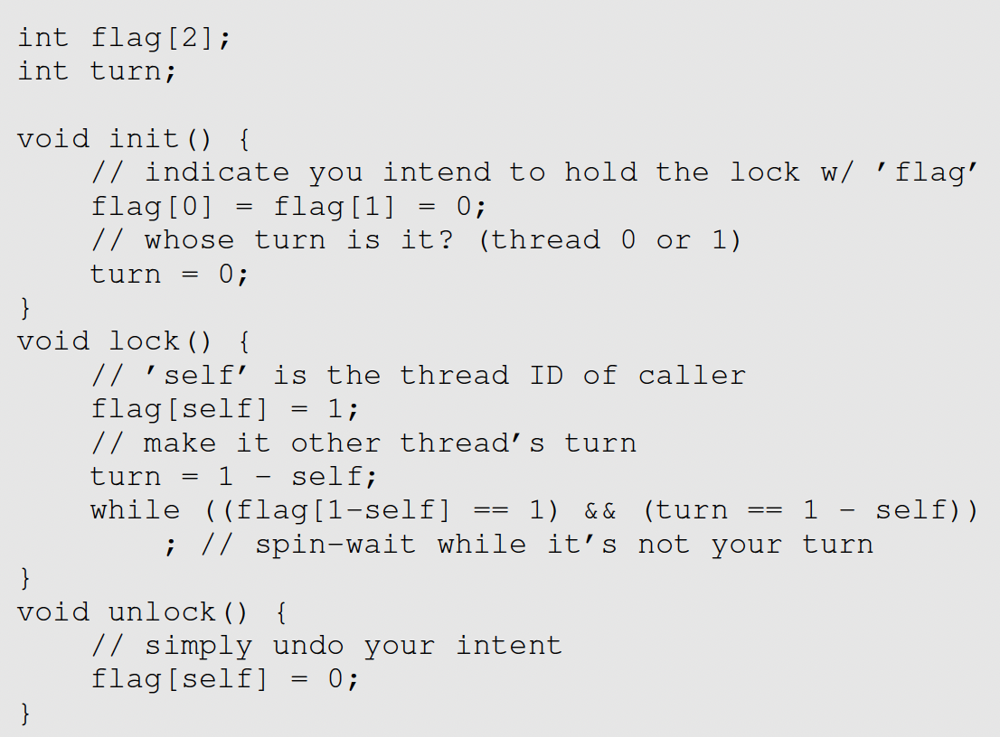 int flag[2];
int turn;

void init() {
    // indicate you intend to hold the lock w/ ’flag’
    flag[0] = flag[1] = 0;
    // whose turn is it? (thread 0 or 1)
    turn = 0;
}
void lock() {
    // ’self’ is the thread ID of caller
    flag[self] = 1;
    // make it other thread’s turn
    turn = 1 - self;
    while ((flag[1-self] == 1) && (turn == 1 - self))
        ; // spin-wait while it’s not your turn
}
void unlock() {
    // simply undo your intent
    flag[self] = 0;
}